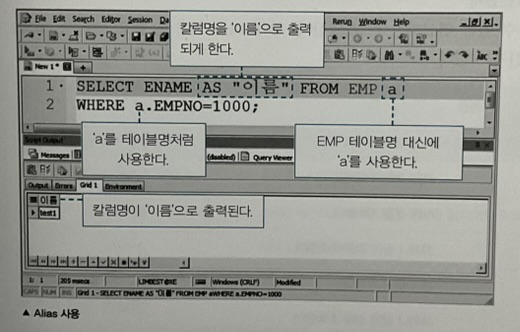 File Edit Search Editor Session Da
Rerun Window Help
칼럼명을 '이름'으로 출력
되게 한다.
New 1*
1 SELECT ENAME AS "이름" FROM EMP a
2 WHERE a.EMPNO=1000;
'a'를 테이블명처럼
사용한다.
EMP 테이블명 대신에
'a'를 사용한다.
Script Output
Messages
(disabled) Query Viewer
Output Errors Grid 1 Environment
이름
test1
칼럼명이 '이름'으로 출력된다.
1: 1 205 msecs LIMBEST@XE Windows (CRLF) Modified
CAPS NUM INS Grid 1 - SELECT ENAME AS "이름" FROM EMP aWHERE a.EMPNO=1000
▲ Alias 사용